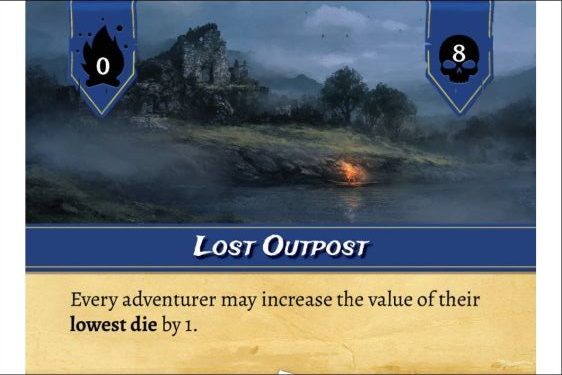 0
8
Lost Outpost
Every adventurer may increase the value of their
lowest die by 1.